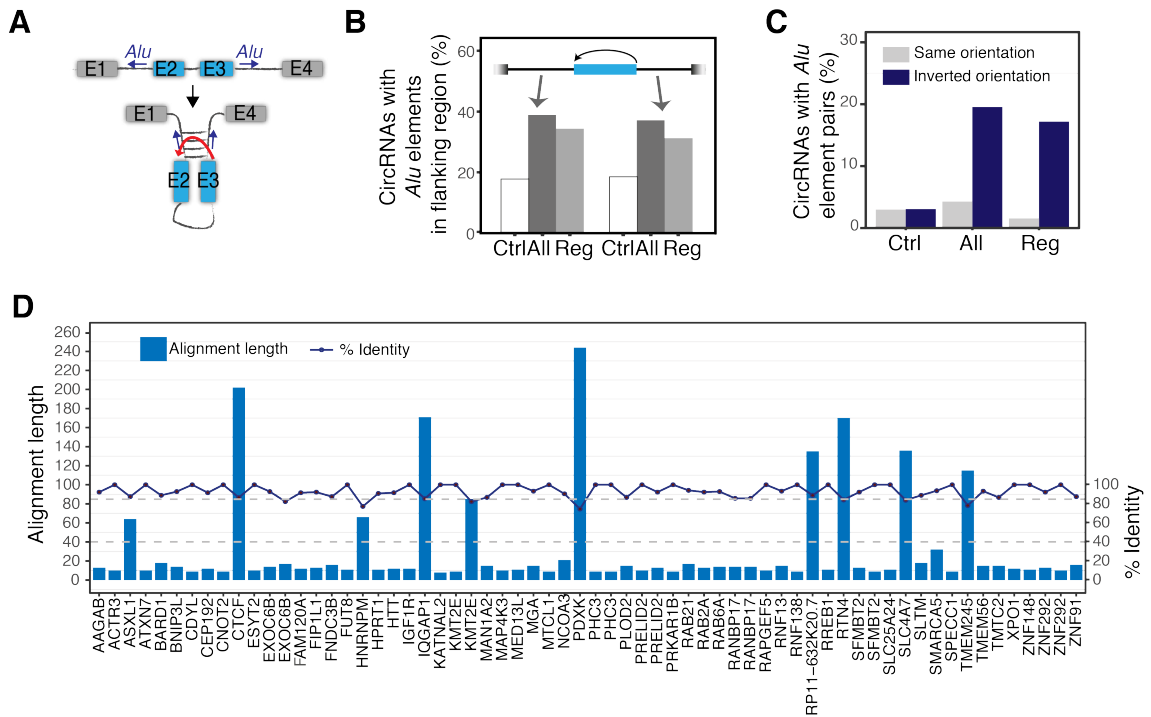 A
Alu
Alu
E1
E2
E3
E4
E1
E4
E2
E3
B
CircRNAs with
Alu elements
in flanking region (%)
60
40
20
0
Ctrl All Reg
Ctrl All Reg
C
CircRNAs with Alu
element pairs (%)
30
20
10
0
Same orientation
Inverted orientation
Ctrl
All
Reg
D
Alignment length
260
240
220
200
180
160
140
120
100
80
60
40
20
0
Alignment length
% Identity
100
80
60
40
20
0
% Identity
AAGAB
ACTR3
ASXL1
ATXN7
BARD1
BNIP3L
CDYL
CEP192
CNOT2
CTCF
ESYT2
EXOC6B
EXOC6B
FAM120A
FIP1L1
FNDC3B
FUT8
HNRNPM
HPRT1
HTT
IGF1R
IQGAP1
KATNAL2
KMT2E
KMT2E
MAN1A2
MAP4K3
MED13L
MGA
MTCL1
NCOA3
PDXK
PHC3
PHC3
PLOD2
PRELID2
PRELID2
PRKAR1B
RAB21
RAB2A
RAB6A
RANBP17
RANBP17
RAPGEF5
RNF13
RNF138
RP11−632K20.7
RREB1
RTN4
SFMBT2
SFMBT2
SLC25A24
SLC4A7
SLTM
SMARCA5
SPECC1
TMEM245
TMEM56
TMTC2
XPO1
ZNF148
ZNF292
ZNF292
ZNF91